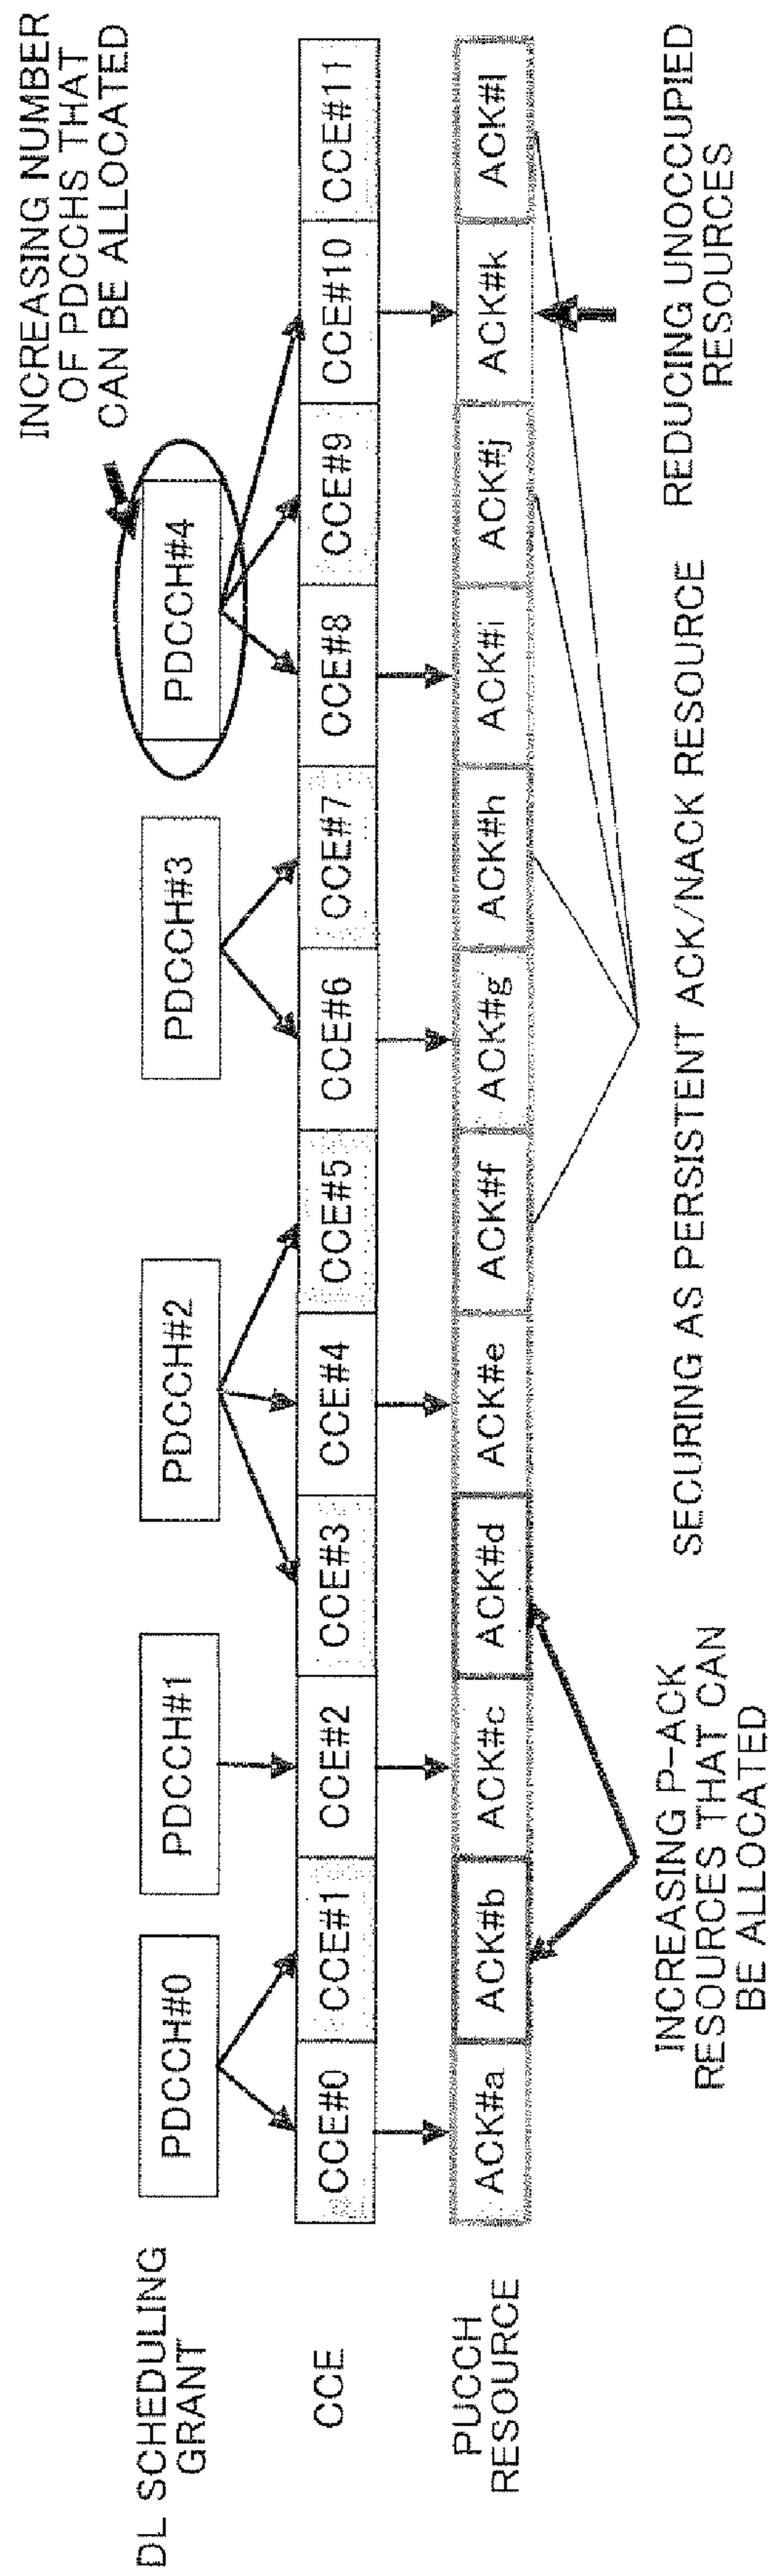 INCREASING NUMBER
OF PDCCHS THAT
CAN BE ALLOCATED
DL SCHEDULING
GRANT
PDCCH#0
PDCCH#1
PDCCH#2
PDCCH#3
PDCCH#4
CCE
CCE#0
CCE#1
CCE#2
CCE#3
CCE#4
CCE#5
CCE#6
CCE#7
CCE#8
CCE#9
CCE#10
CCE#11
PUCCH
RESOURCE
ACK#a
ACK#b
ACK#c
ACK#d
ACK#e
ACK#f
ACK#g
ACK#h
ACK#i
ACK#j
ACK#k
ACK#l
INCREASING P-ACK
RESOURCES THAT CAN
BE ALLOCATED
SECURING AS PERSISTENT ACK/NACK RESOURCE
REDUCING UNOCCUPIED
RESOURCES